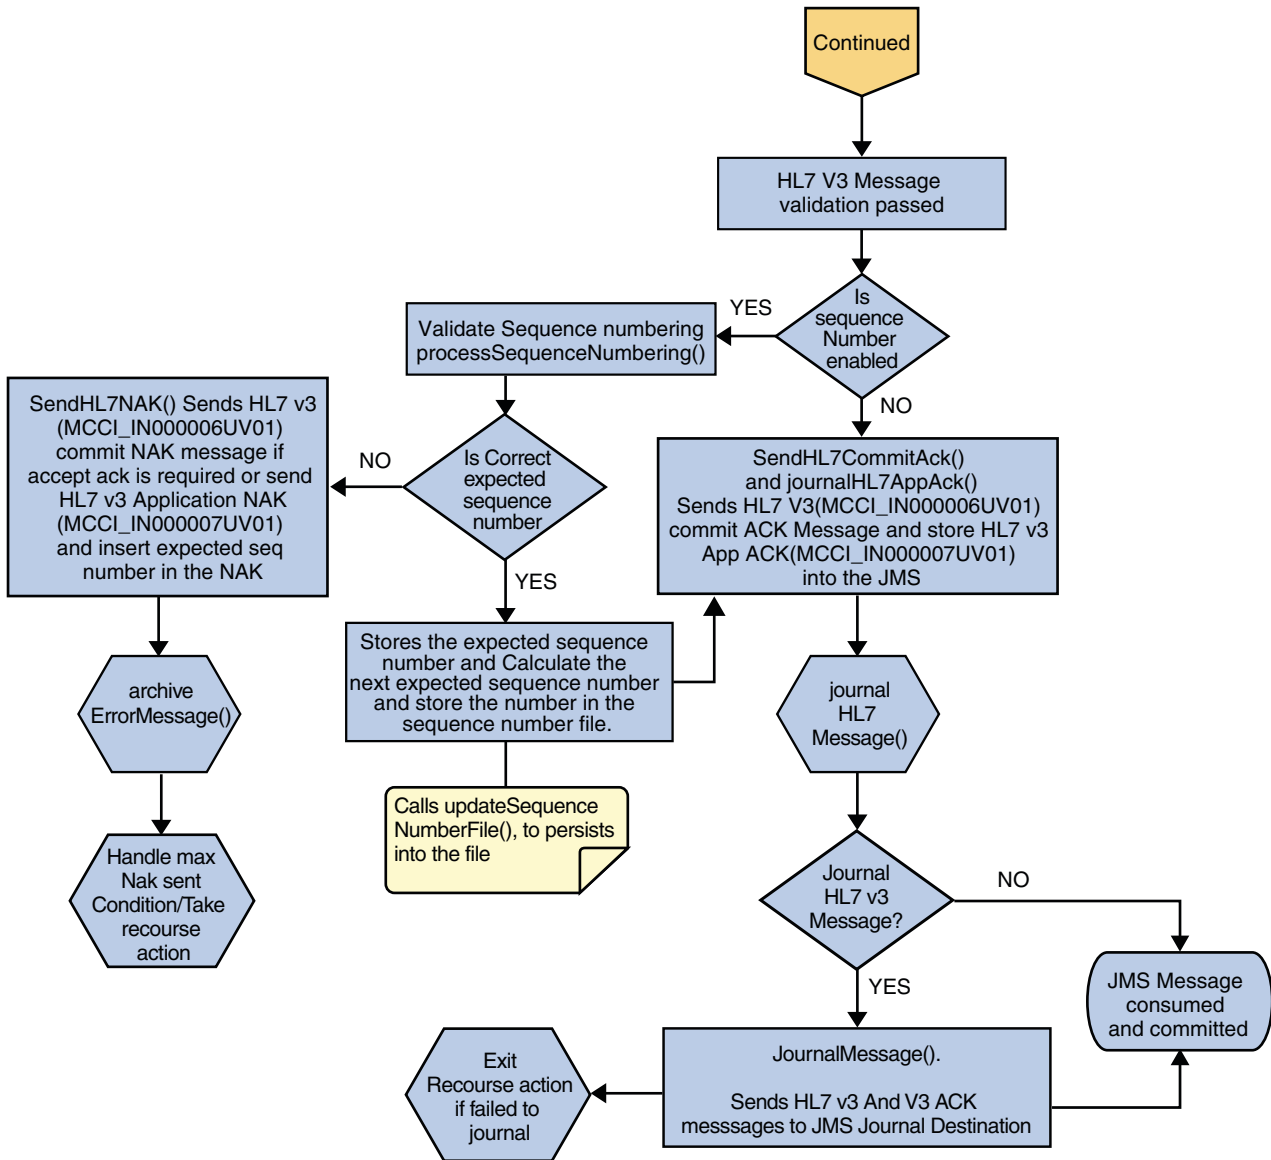 Continued
HL7 V3 Message
validation passed
Is
sequence
Number
enabled
YES
NO
Validate Sequence numbering
processSequenceNumbering()
Is Correct
expected
sequence
number
NO
YES
SendHL7NAK() Sends HL7 v3
(MCCI_IN000006UV01)
commit NAK message if
accept ack is required or send
HL7 v3 Application NAK
(MCCI_IN000007UV01)
and insert expected seq
number in the NAK
archive
ErrorMessage()
Handle max
Nak sent
Condition/Take
recourse
action
Stores the expected sequence
number and Calculate the
next expected sequence number
and store the number in the
sequence number file.
Calls updateSequence
NumberFile(), to persists
into the file
SendHL7CommitAck()
and journalHL7AppAck()
Sends HL7 V3(MCCI_IN000006UV01)
commit ACK Message and store HL7 v3
App ACK(MCCI_IN000007UV01)
into the JMS
journal
HL7
Message()
Journal
HL7 v3
Message?
NO
YES
JMS Message
consumed
and committed
JournalMessage().
Sends HL7 v3 And V3 ACK
messsages to JMS Journal Destination
Exit
Recourse action
if failed to
journal